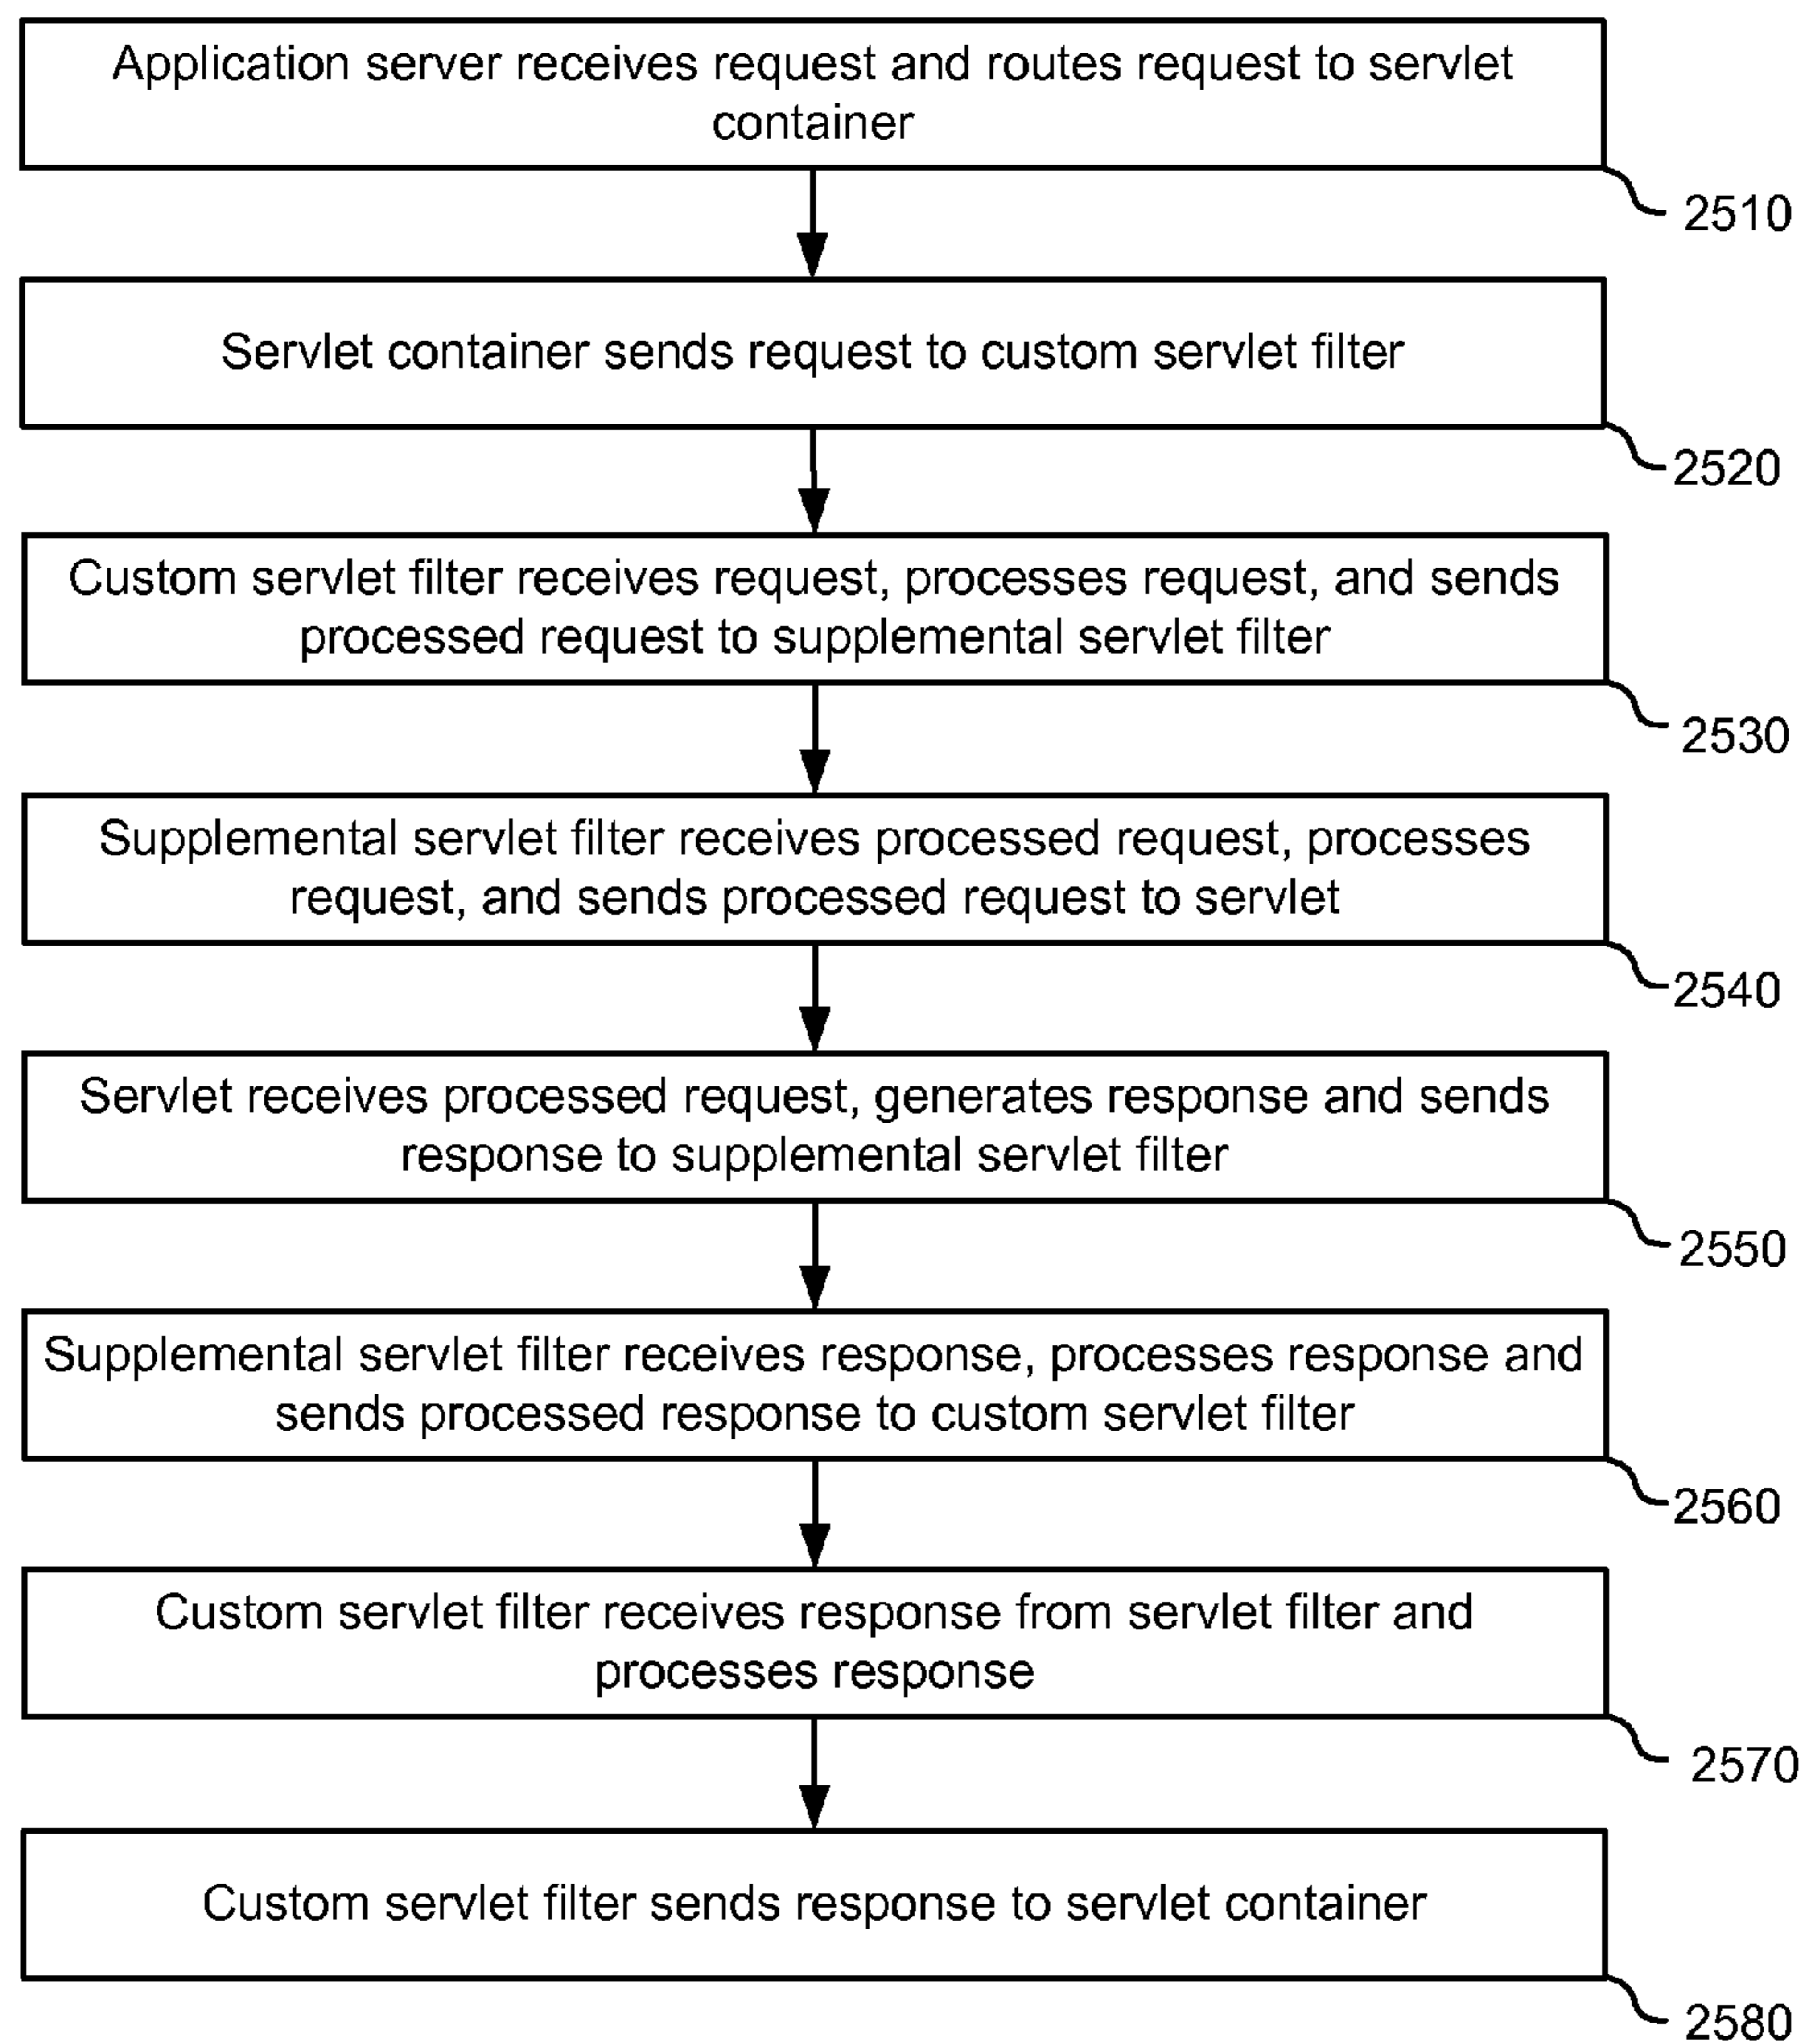 Application server receives request and routes request to servlet
container
2510
Servlet container sends request to custom servlet filter
2520
Custom servlet filter receives request, processes request, and sends
processed request to supplemental servlet filter
2530
Supplemental servlet filter receives processed request, processes
request, and sends processed request to servlet
2540
Servlet receives processed request, generates response and sends
response to supplemental servlet filter
2550
Supplemental servlet filter receives response, processes response and
sends processed response to custom servlet filter
2560
Custom servlet filter receives response from servlet filter and
processes response
2570
Custom servlet filter sends response to servlet container
2580